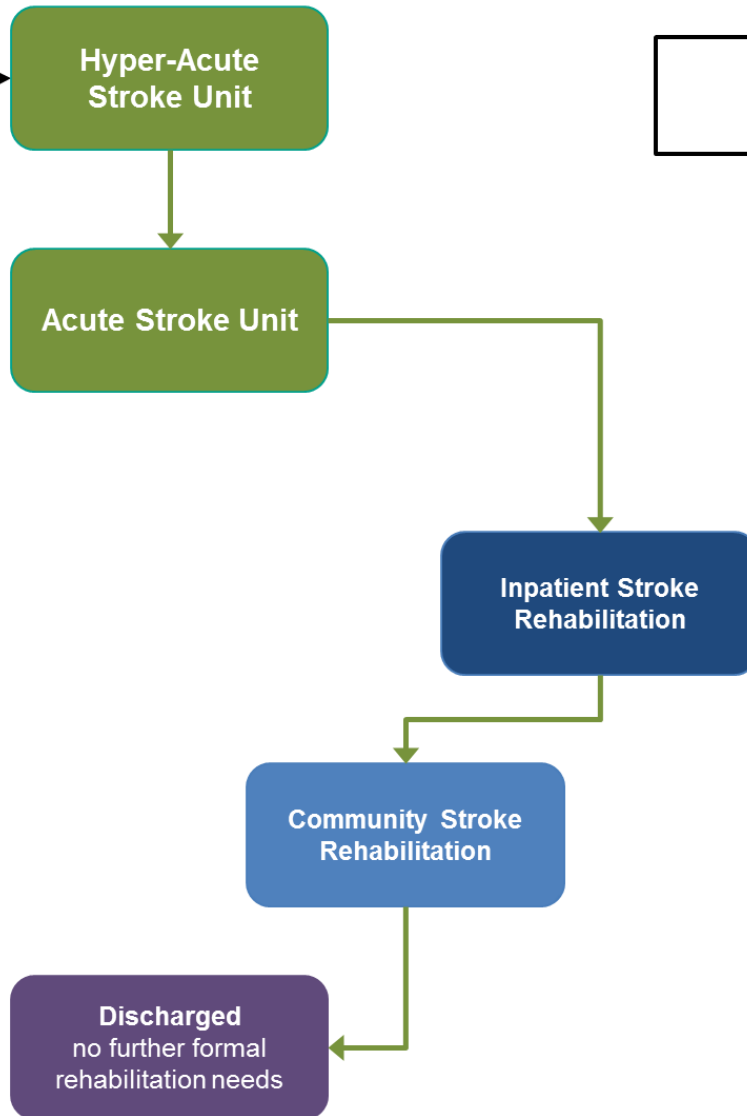 Hyper-Acute
Stroke Unit
Acute Stroke Unit
Inpatient Stroke
Rehabilitation
Community Stroke
Rehabilitation
Discharged
no further formal
rehabilitation needs